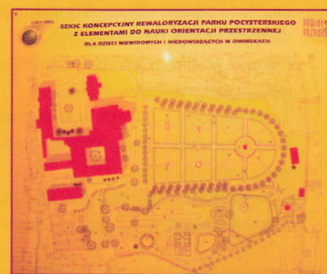 SZKIC KONCEPCYJNY REWALORYZACJI PARKU POCYSTERSKIEGO
Z ELEMENTAMI DO NAUKI ORIENTACJI PRZESTRZENNEJ
DLA DZIECI NIEWIDOMYCH I NIEDOWIDZĄCYCH W OWIŃSKACH